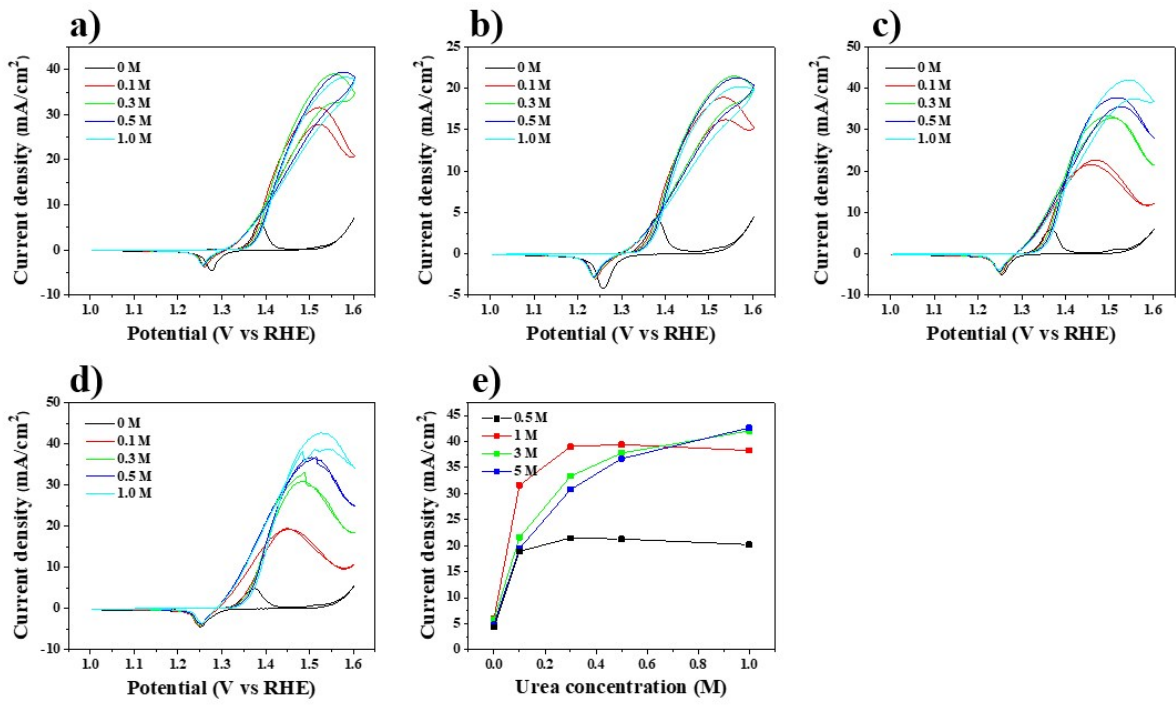 a)
0 M
0.1 M
0.3 M
0.5 M
1.0 M
Current density (mA/cm²)
40
30
20
10
0
-10
1.0 1.1 1.2 1.3 1.4 1.5 1.6
Potential (V vs RHE)
b)
0 M
0.1 M
0.3 M
0.5 M
1.0 M
Current density (mA/cm²)
25
20
15
10
5
0
-5
1.0 1.1 1.2 1.3 1.4 1.5 1.6
Potential (V vs RHE)
c)
0 M
0.1 M
0.3 M
0.5 M
1.0 M
Current density (mA/cm²)
50
40
30
20
10
0
-10
1.0 1.1 1.2 1.3 1.4 1.5 1.6
Potential (V vs RHE)
d)
0 M
0.1 M
0.3 M
0.5 M
1.0 M
Current density (mA/cm²)
50
40
30
20
10
0
-10
1.0 1.1 1.2 1.3 1.4 1.5 1.6
Potential (V vs RHE)
e)
0.5 M
1 M
3 M
5 M
Current density (mA/cm²)
45
40
35
30
25
20
15
10
5
0
0.0 0.2 0.4 0.6 0.8 1.0
Urea concentration (M)